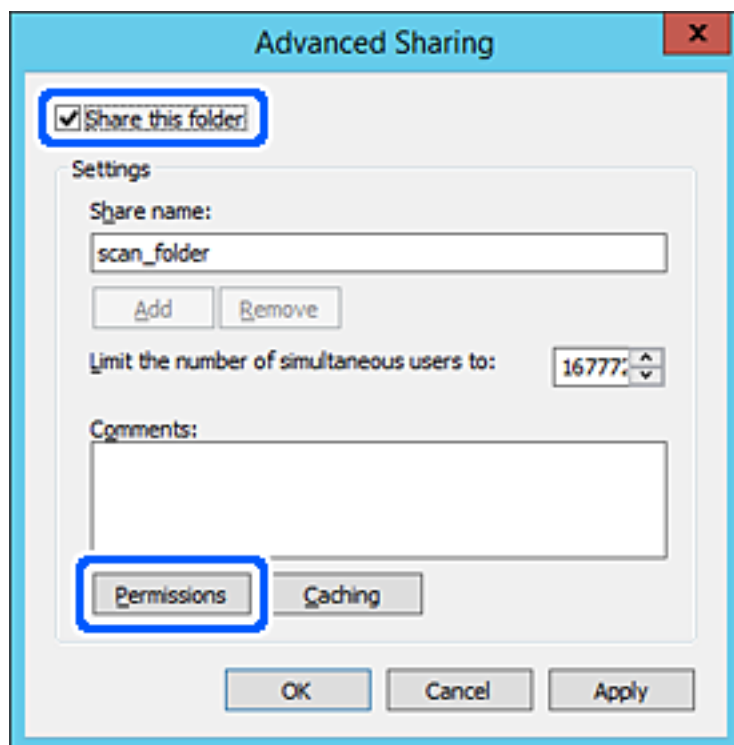 Advanced Sharing
x
Share this folder
Settings
Share name:
scan_folder
Add Remove
Limit the number of simultaneous users to:
Comments:
Permissions Caching
OK Cancel Apply